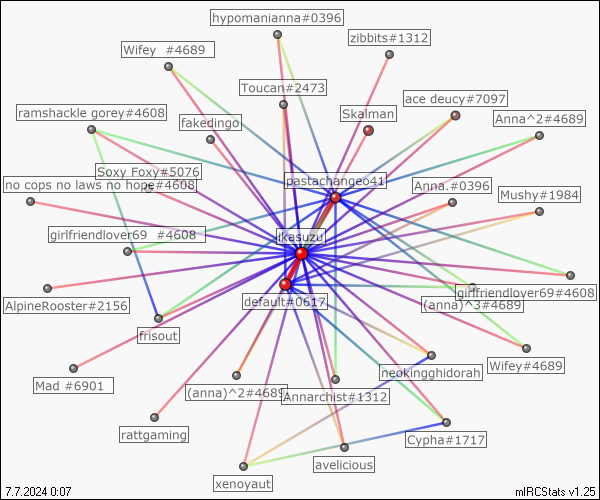 hypomanianna#0396
zibbits#1312
Wifey #4689
Toucan#2473
ace deucy#7097
ramshackle gorey#4608
Skalman
Anna^2#4689
fakedingo
Soxy Foxy#5076
pastachangeo41
no cops no laws no hope#4608
Anna.#0396
Mushy#1984
girlfriendlover69 #4608
ikasuzu
girlfriendlover69#4608
AlpineRooster#2156
default#0617
(anna)^3#4689
frisout
Wifey#4689
neokingghidorah
Mad #6901
(anna)^2#4689
Annarchist#1312
rattgaming
Cypha#1717
avelicious
xenoyaut
7.7.2024 0:07
mIRCStats v1.25